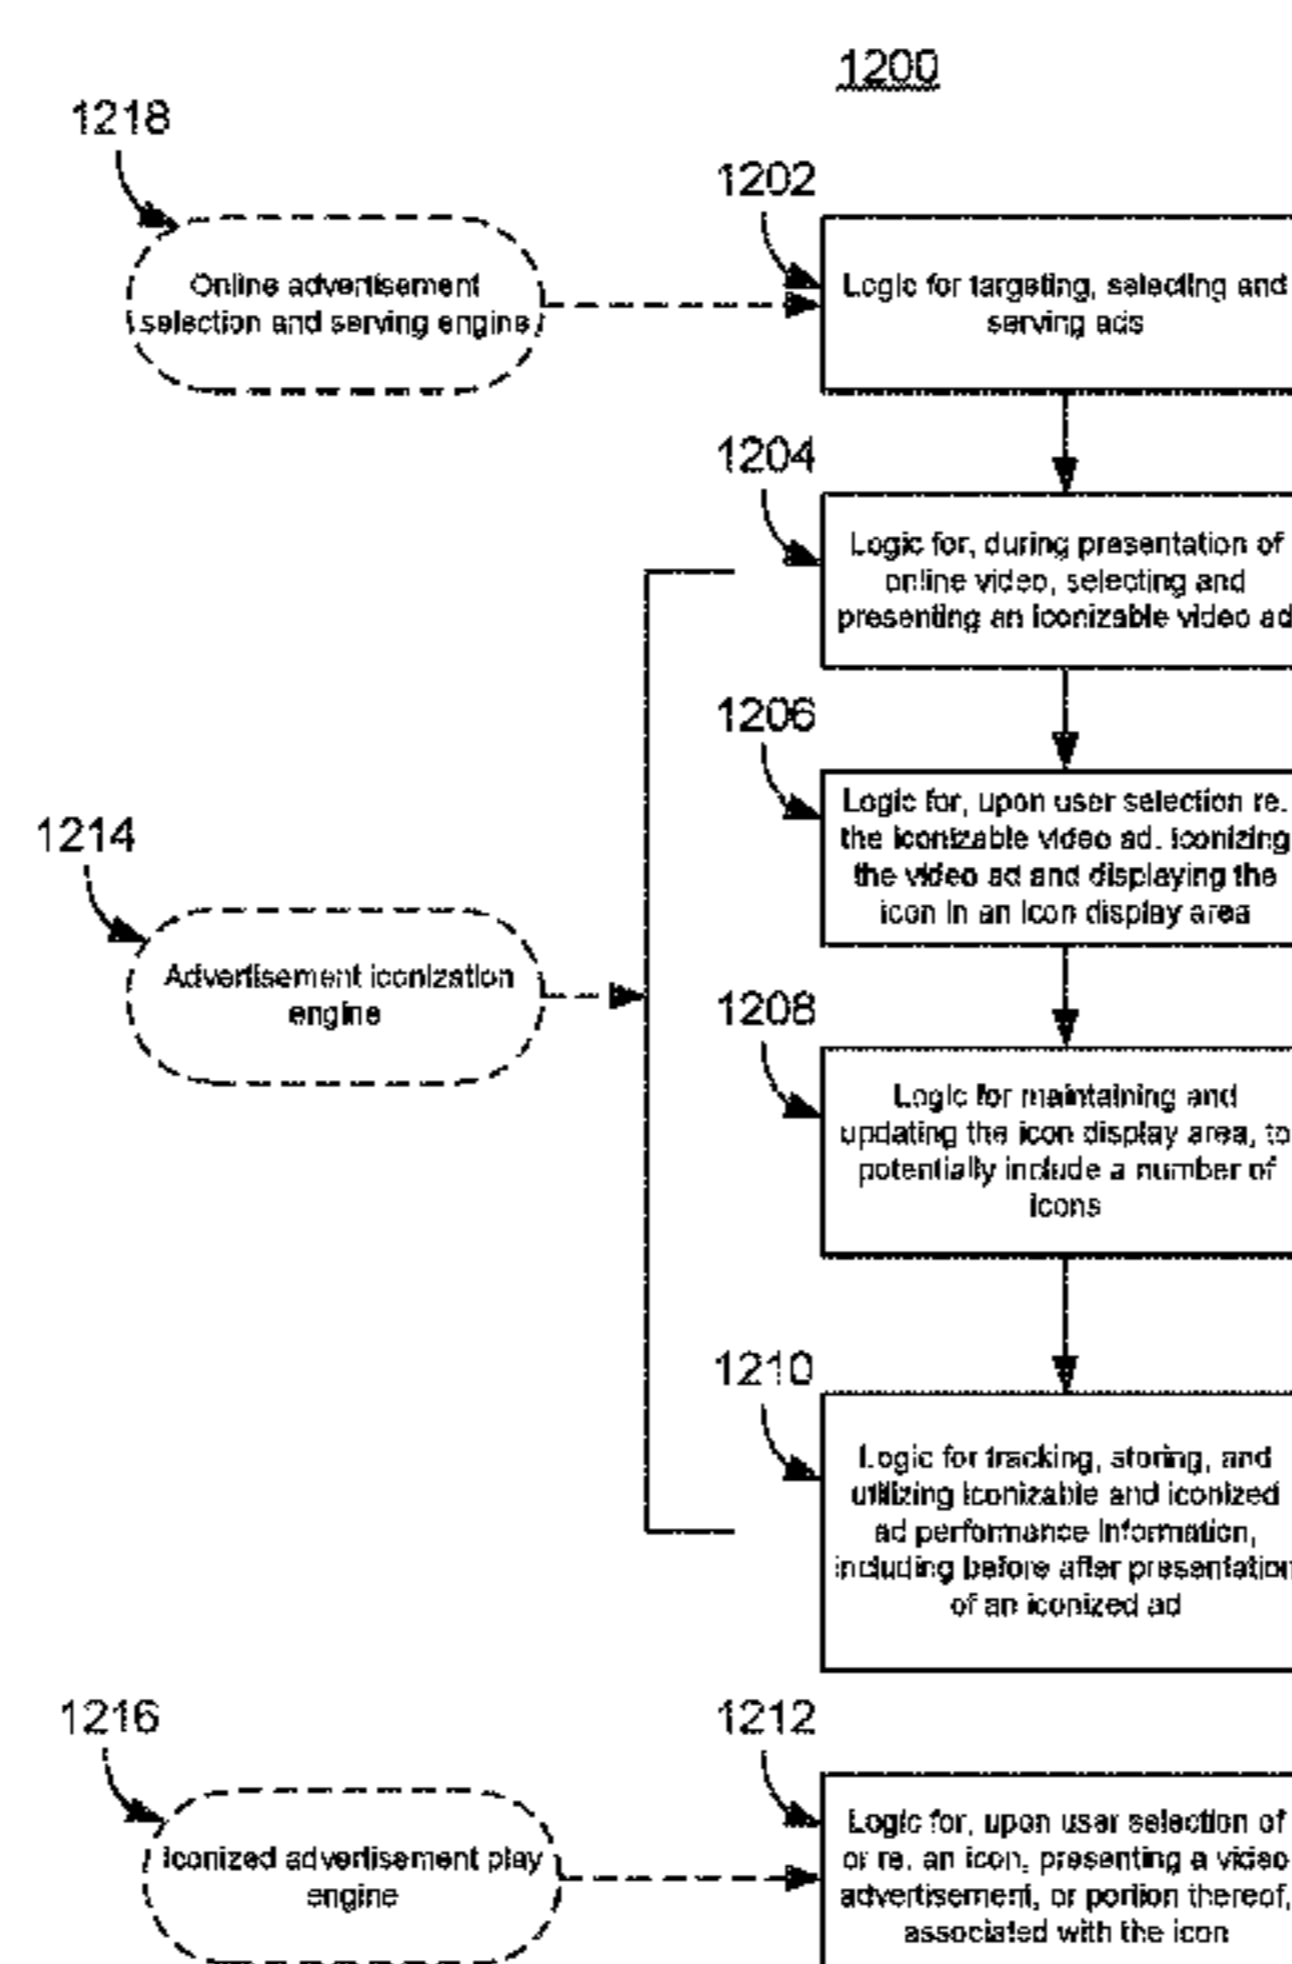 1200
1218
1202
Online advertisement
selection and serving engine
Logic for targeting, selecting and
serving ads
1204
Logic for, during presentation of
online video, selecting and
presenting an iconizable video ad
1206
Logic for, upon user selection re.
the iconizable video ad. iconizing
the video ad and displaying the
icon in an icon display area
1214
Advertisement iconization
engine
1208
Logic for maintaining and
updating the icon display area, to
potentially include a number of
icons
1210
Logic for tracking, storing, and
utilizing iconizable and iconized
ad performance information,
including before after presentation
of an iconized ad
1216
1212
Iconized advertisement play
engine
Logic for, upon user selection of
or re. an icon, presenting a video
advertisement, or portion thereof,
associated with the icon